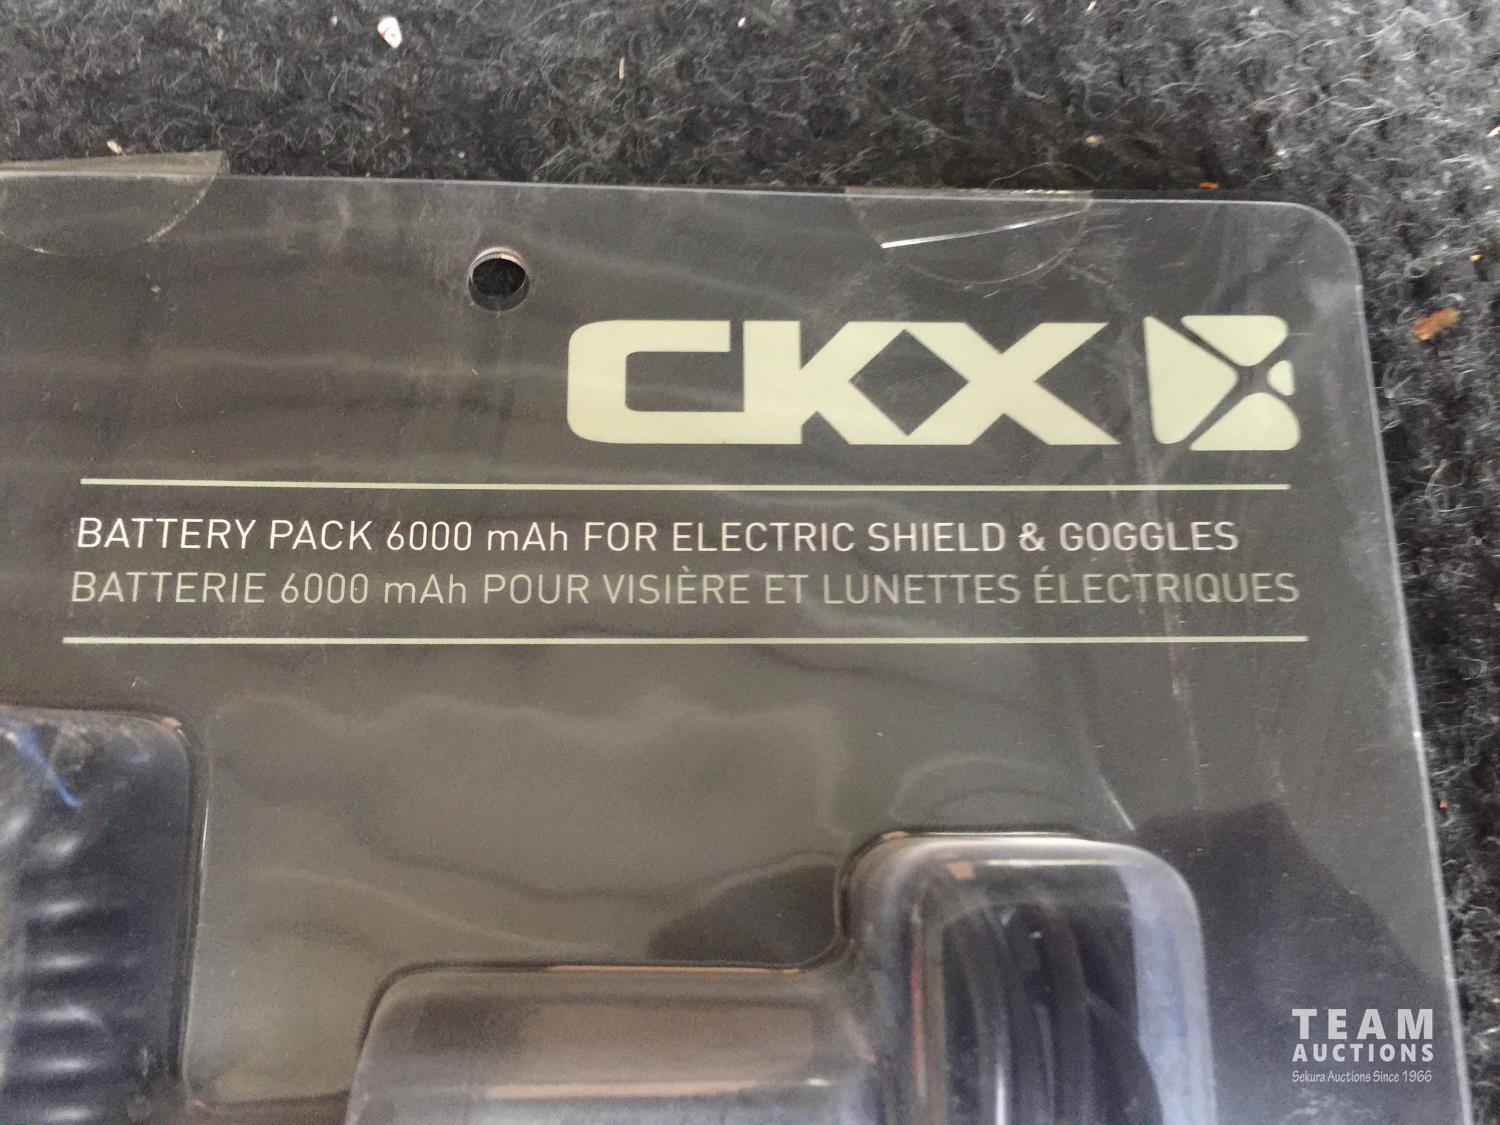 CKX
BATTERY PACK 6000 mAh FOR ELECTRIC SHIELD & GOGGLES
BATTERIE 6000 mAh POUR VISIÈRE ET LUNETTES ÉLECTRIQUES
TEAM
AUCTIONS
Sekura Auctions Since 1966